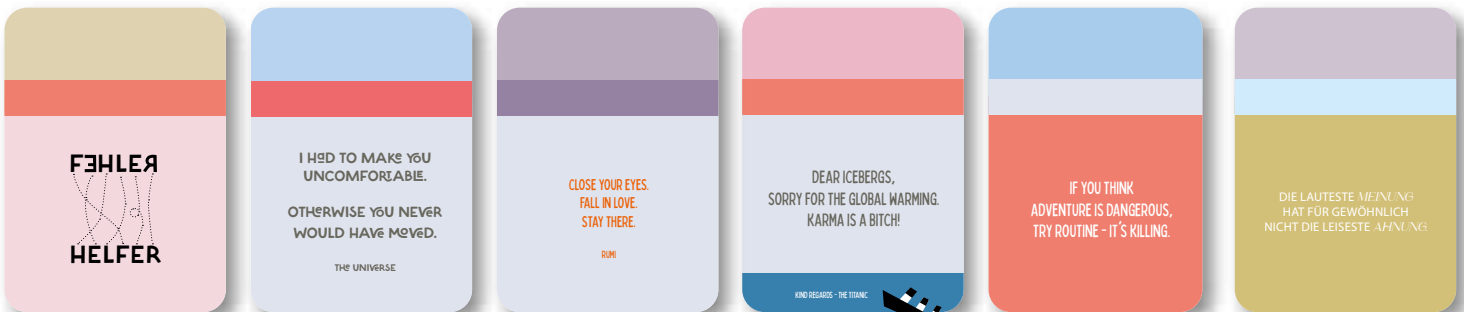 FEHLER
HELFER
I HAD TO MAKE YOU
UNCOMFORTABLE.
OTHERWISE YOU NEVER
WOULD HAVE MOVED.
THE UNIVERSE
CLOSE YOUR EYES.
FALL IN LOVE.
STAY THERE.
RUMI
DEAR ICEBERGS,
SORRY FOR THE GLOBAL WARMING.
KARMA IS A BITCH!
KIND REGARDS - THE TITANIC
IF YOU THINK
ADVENTURE IS DANGEROUS,
TRY ROUTINE - IT´S KILLING.
DIE LAUTESTE MEINUNG
HAT FÜR GEWÖHNLICH
NICHT DIE LEISESTE AHNUNG